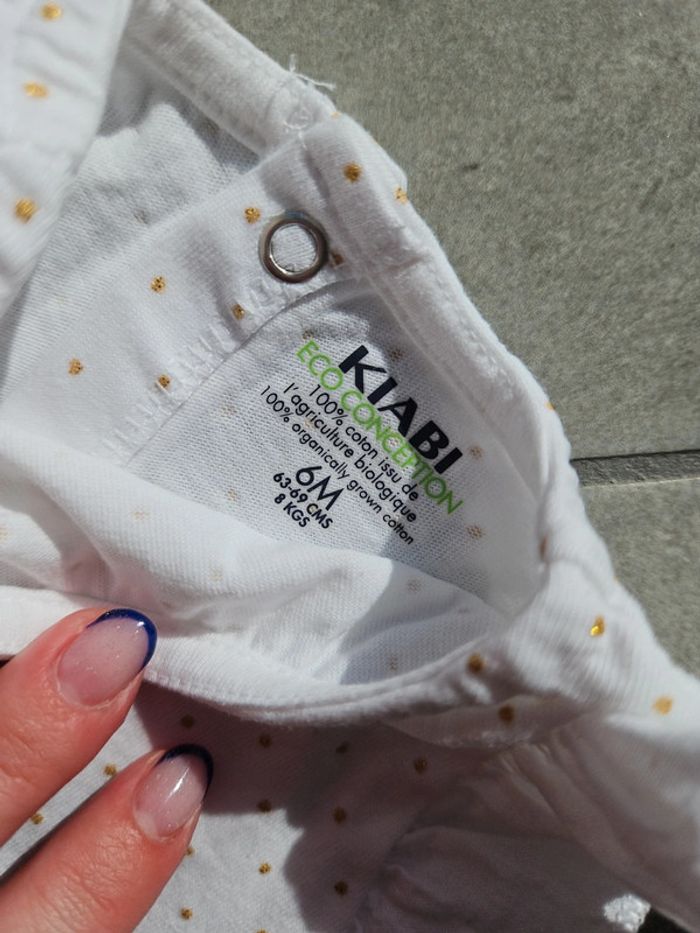 KIABI
ECO CONCEPTION
100% coton issu de
l'agriculture biologique
100% organically grown cotton
6M
63-69 CMS
8 KGS